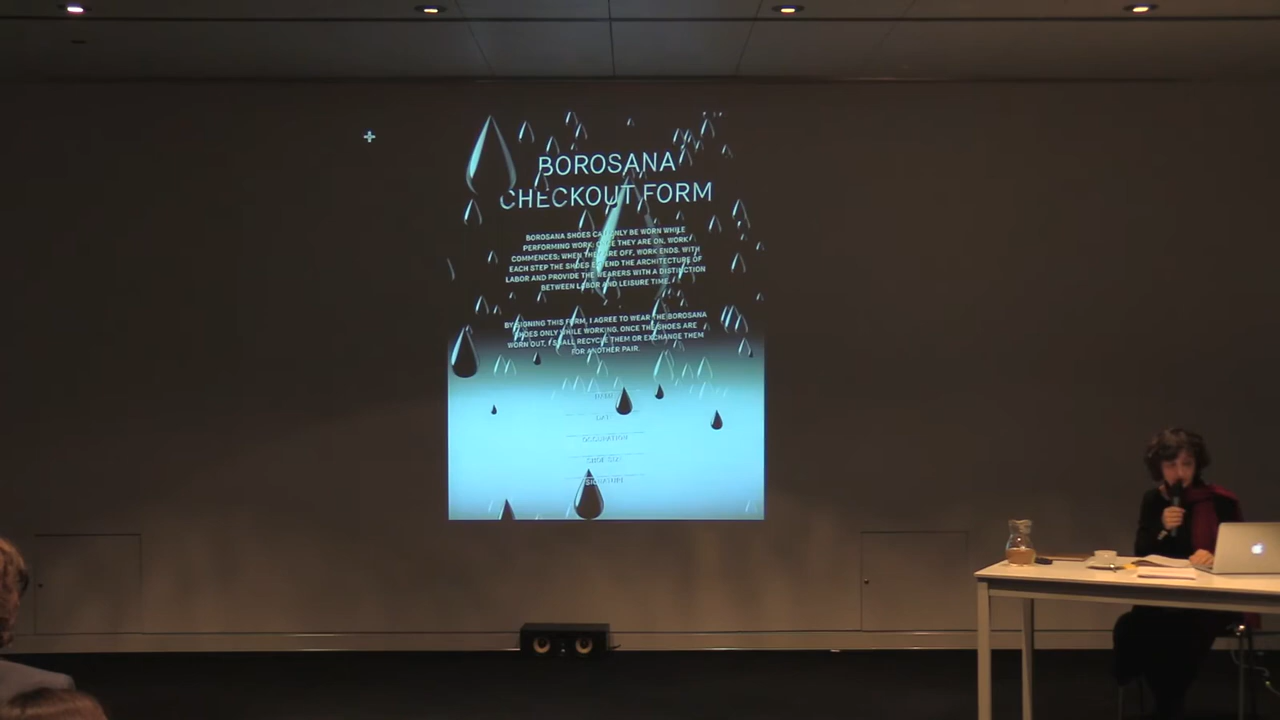 BOROSANA
CHECKOUT FORM
BOROSANA SHOES CAN ONLY BE WORN WHILE
PERFORMING WORK. ONCE THEY ARE ON, WORK
COMMENCES; WHEN THEY ARE OFF, WORK ENDS. WITH
EACH STEP THE SHOES EXTEND THE ARCHITECTURE OF
LABOR AND PROVIDE THE WEARERS WITH A DISTINCTION
BETWEEN LABOR AND LEISURE TIME.
BY SIGNING THIS FORM, I AGREE TO WEAR THE BOROSANA
SHOES ONLY WHILE WORKING. ONCE THE SHOES ARE
WORN OUT, I SHALL RECYCLE THEM OR EXCHANGE THEM
FOR ANOTHER PAIR.
OCCUPATION
SHOE SIZE
SIGNATURE